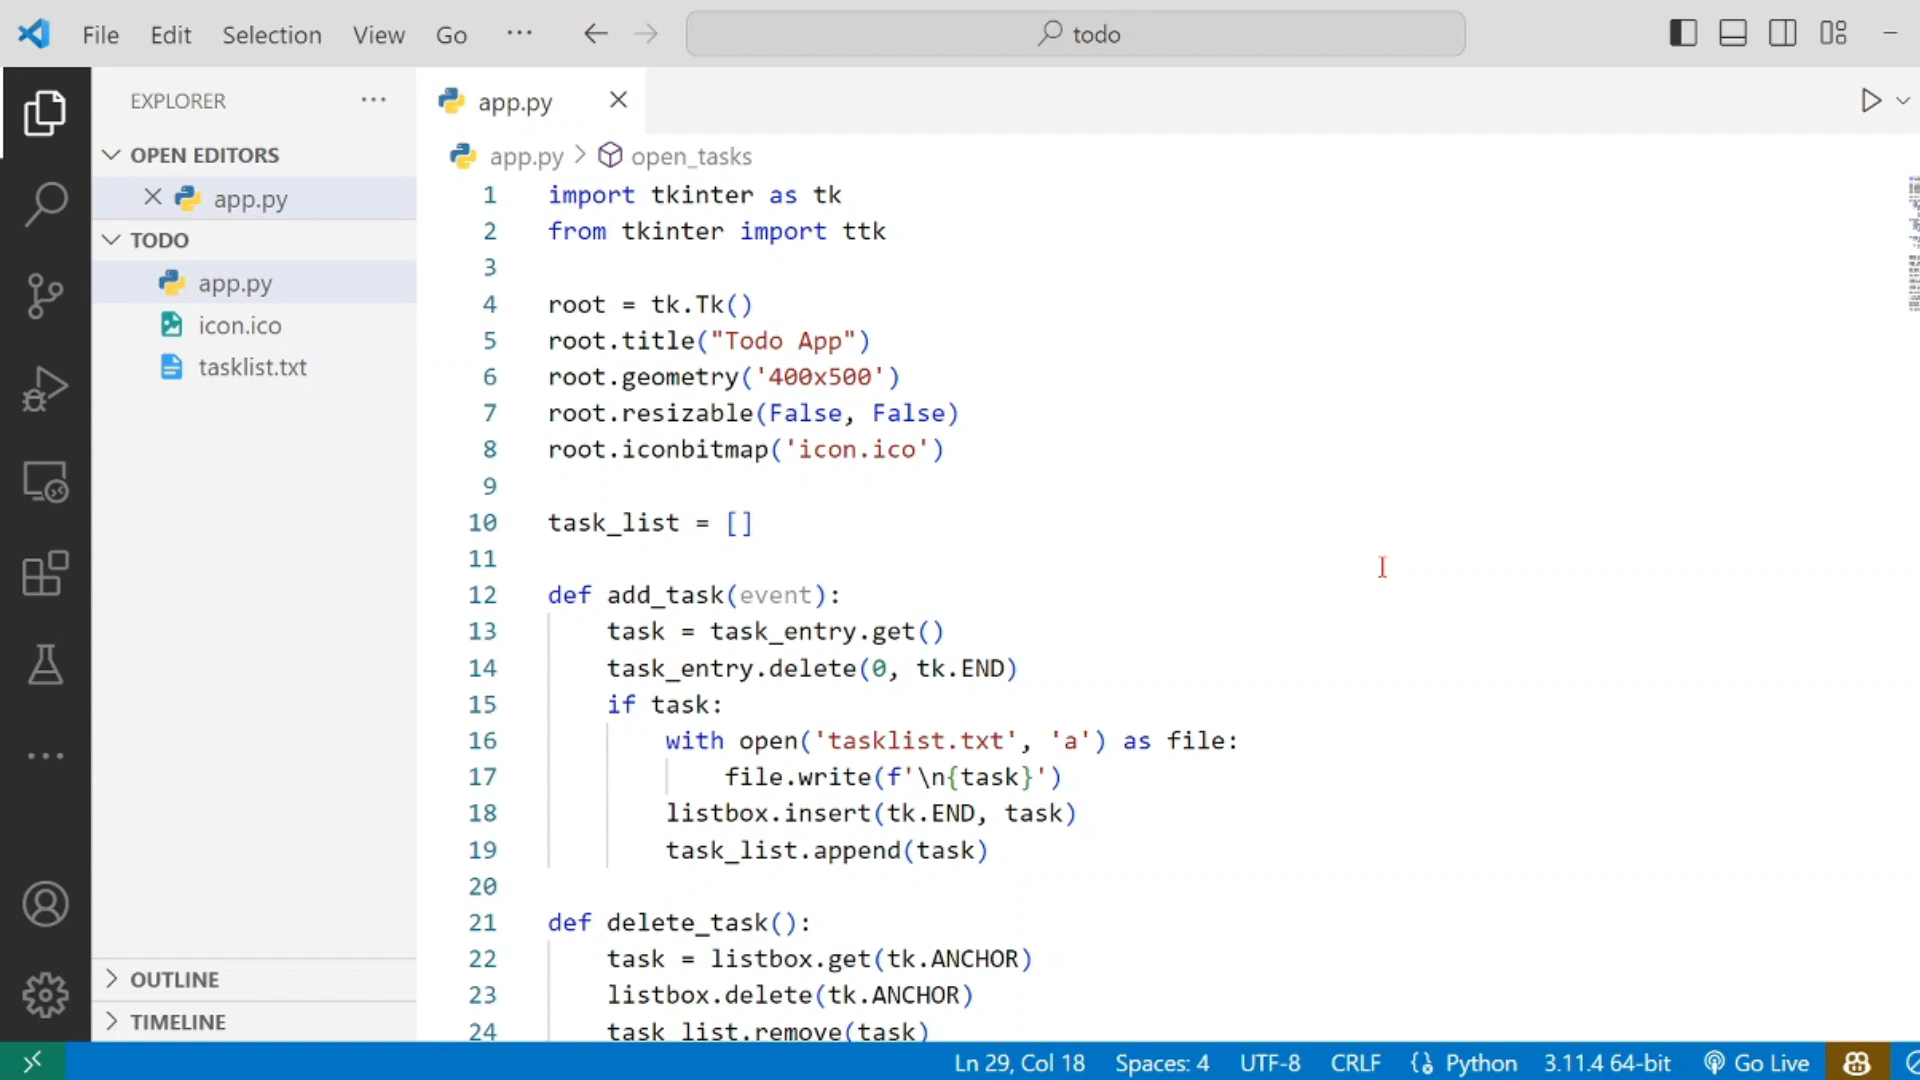 File Edit Selection View Go ··· todo
EXPLORER ···
OPEN EDITORS
app.py
TODO
app.py
icon.ico
tasklist.txt
OUTLINE
TIMELINE
app.py
app.py > open_tasks
1 import tkinter as tk
2 from tkinter import ttk
3
4 root = tk.Tk()
5 root.title("Todo App")
6 root.geometry('400x500')
7 root.resizable(False, False)
8 root.iconbitmap('icon.ico')
9
10 task_list = []
11
12 def add_task(event):
13     task = task_entry.get()
14     task_entry.delete(0, tk.END)
15     if task:
16         with open('tasklist.txt', 'a') as file:
17             file.write(f'\n{task}')
18         listbox.insert(tk.END, task)
19         task_list.append(task)
20
21 def delete_task():
22     task = listbox.get(tk.ANCHOR)
23     listbox.delete(tk.ANCHOR)
24     task_list.remove(task)
Ln 29, Col 18 Spaces: 4 UTF-8 CRLF Python 3.11.4 64-bit Go Live